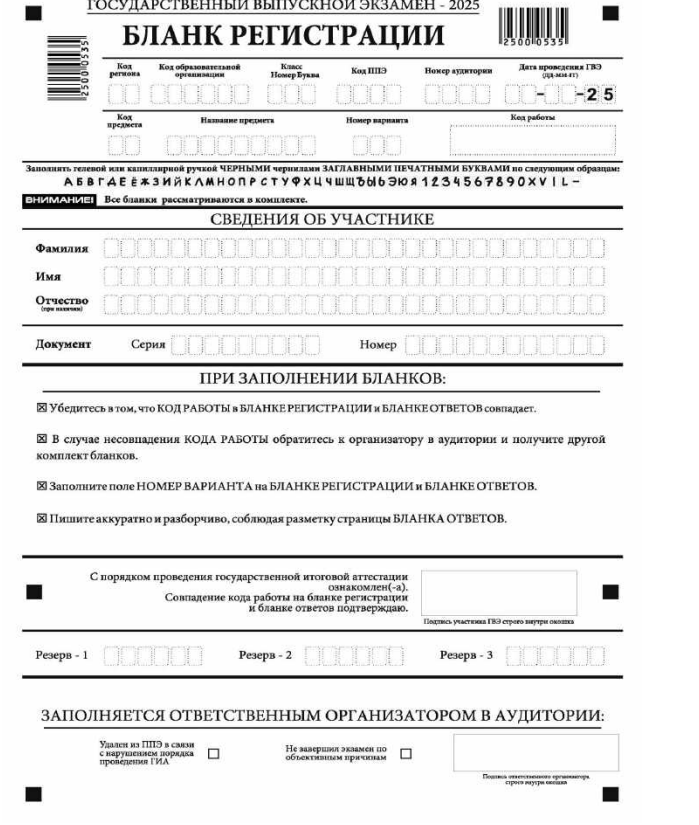 ГОСУДАРСТВЕННЫЙ ВЫПУСКНОЙ ЭКЗАМЕН - 2025
БЛАНК РЕГИСТРАЦИИ
2500 0535
2500 0535
Код региона
Код образовательной организации
Класс Номер Буква
Код ППЭ
Номер аудитории
Дата проведения ГВЭ (ДД-ММ-ГГ)
- -25
Код предмета
Название предмета
Номер варианта
Код работы
Заполнять гелевой или капиллярной ручкой ЧЕРНЫМИ чернилами ЗАГЛАВНЫМИ ПЕЧАТНЫМИ БУКВАМИ по следующим образцам:
АБВГДЕЁЖЗИЙКЛМНОПРСТУФХЦЧШЩЪЫЬЭЮЯ1234567890XVIL-
ВНИМАНИЕ! Все бланки рассматриваются в комплекте.
СВЕДЕНИЯ ОБ УЧАСТНИКЕ
Фамилия
Имя
Отчество
(при наличии)
Документ Серия Номер
ПРИ ЗАПОЛНЕНИИ БЛАНКОВ:
☒ Убедитесь в том, что КОД РАБОТЫ в БЛАНКЕ РЕГИСТРАЦИИ и БЛАНКЕ ОТВЕТОВ совпадает.
☒ В случае несовпадения КОДА РАБОТЫ обратитесь к организатору в аудитории и получите другой
комплект бланков.
☒ Заполните поле НОМЕР ВАРИАНТА на БЛАНКЕ РЕГИСТРАЦИИ и БЛАНКЕ ОТВЕТОВ.
☒ Пишите аккуратно и разборчиво, соблюдая разметку страницы БЛАНКА ОТВЕТОВ.
С порядком проведения государственной итоговой аттестации
ознакомлен(-а).
Совпадение кода работы на бланке регистрации
и бланке ответов подтверждаю.
Подпись участника ГВЭ строго внутри окошка
Резерв - 1 Резерв - 2 Резерв - 3
ЗАПОЛНЯЕТСЯ ОТВЕТСТВЕННЫМ ОРГАНИЗАТОРОМ В АУДИТОРИИ:
Удален из ППЭ в связи
с нарушением порядка
проведения ГИА
Не завершил экзамен по
объективным причинам
Подпись ответственного организатора
строго внутри окошка